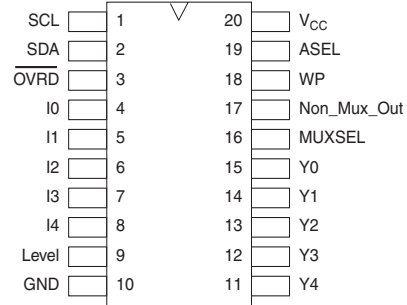 SCL 1 20 VCC
SDA 2 19 ASEL
OVRD 3 18 WP
I0 4 17 Non_Mux_Out
I1 5 16 MUXSEL
I2 6 15 Y0
I3 7 14 Y1
I4 8 13 Y2
Level 9 12 Y3
GND 10 11 Y4